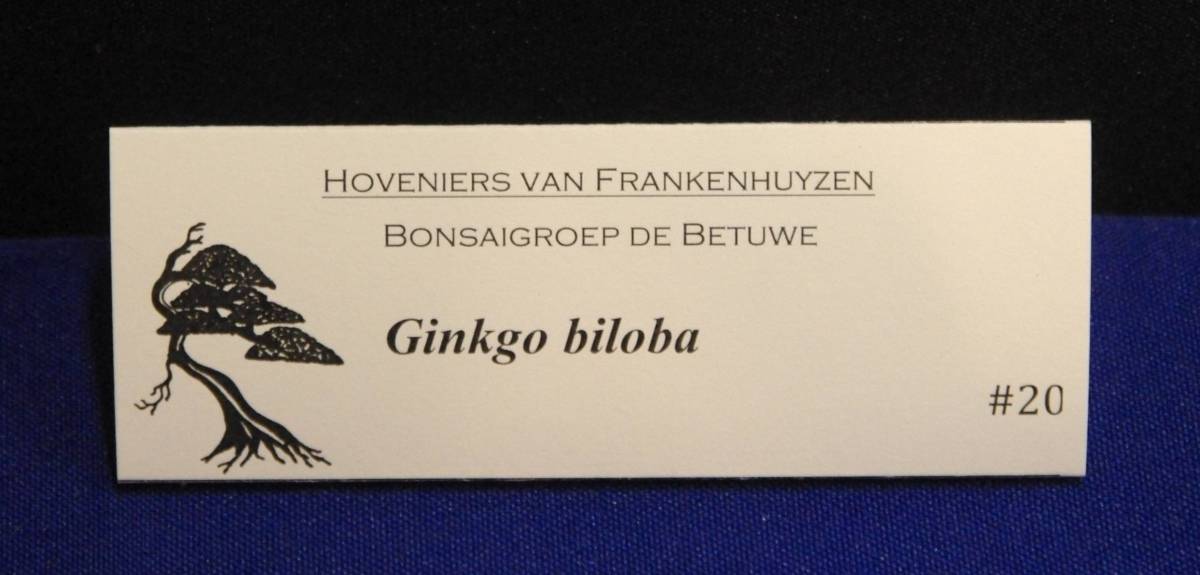 Hoveniers van Frankenhuyzen
Bonsaigroep de Betuwe
Ginkgo biloba
#20